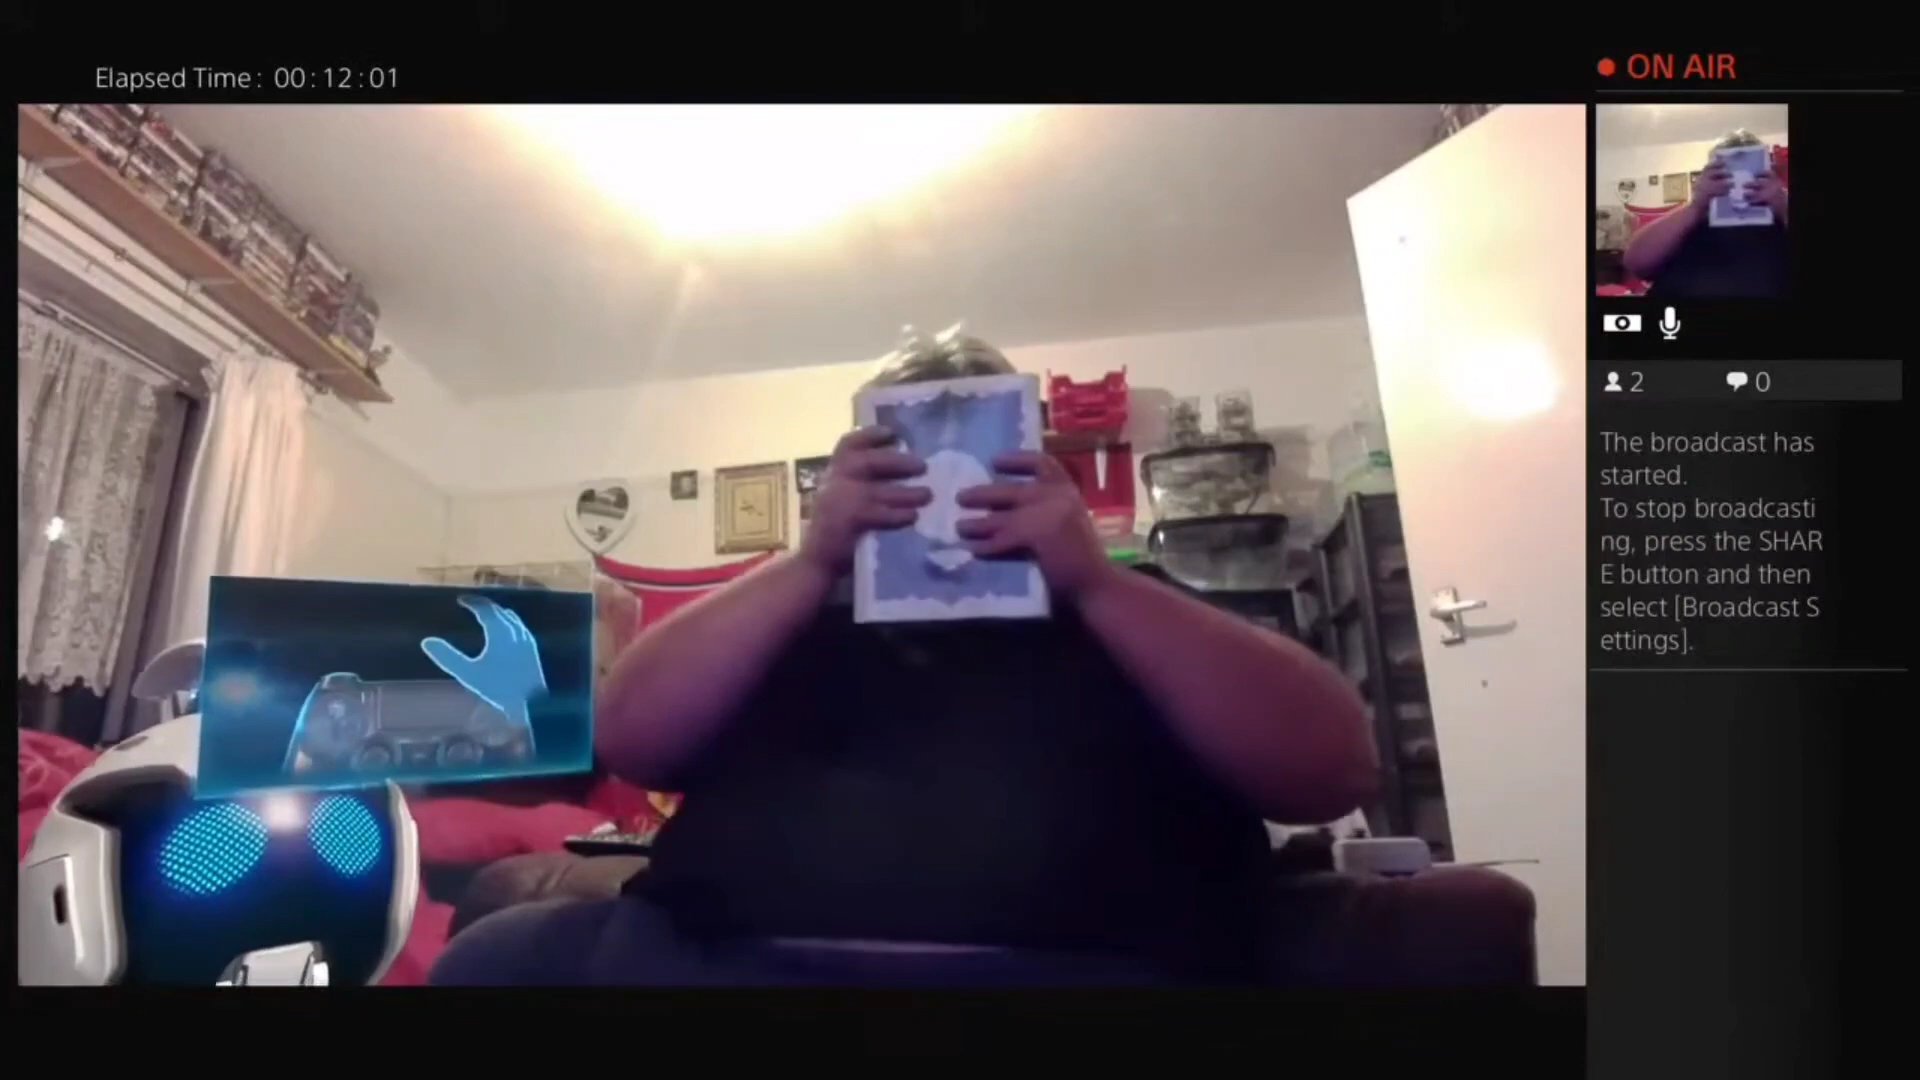 Elapsed Time: 00:12:01
ON AIR
2
0
The broadcast has
started.
To stop broadcasti
ng, press the SHAR
E button and then
select [Broadcast S
ettings].